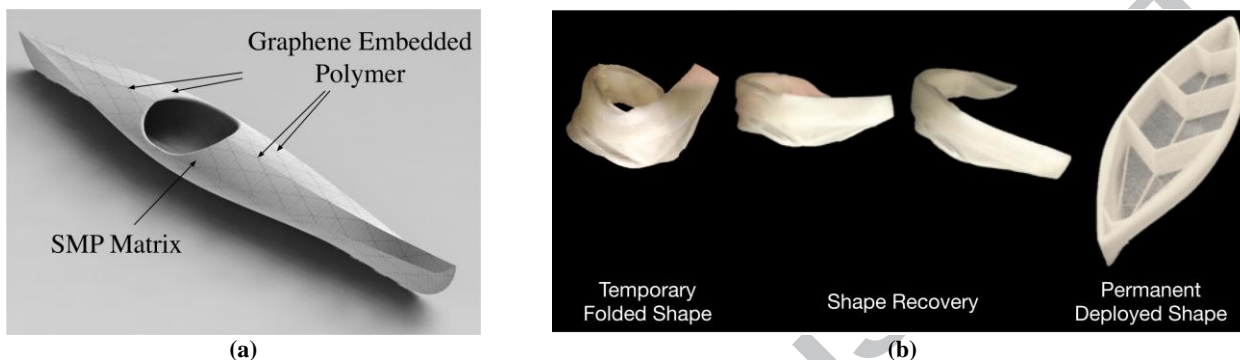 Graphene Embedded
Polymer
SMP Matrix
Temporary
Folded Shape
Shape Recovery
Permanent
Deployed Shape
(a)
(b)